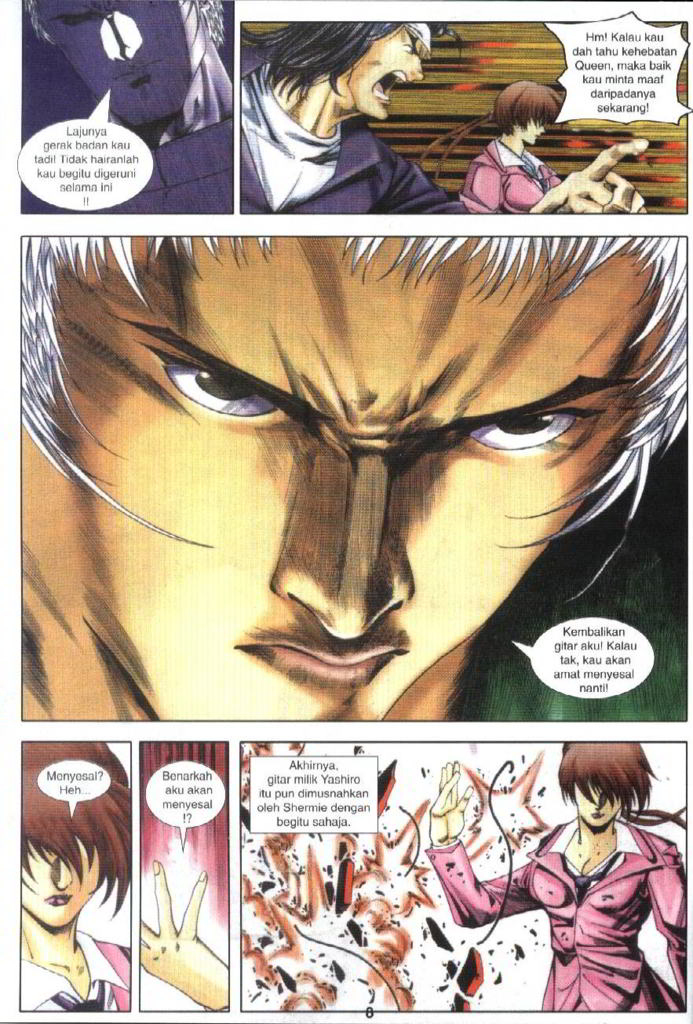 Lajunya
gerak badan kau
tadi! Tidak hairanlah
kau begitu digeruni
selama ini
!!
Hm! Kalau kau
dah tahu kehebatan
Queen, maka baik
kau minta maaf
daripadanya
sekarang!
Kembalikan
gitar aku! Kalau
tak, kau akan
amat menyesal
nanti!
Menyesal?
Heh...
Benarkah
aku akan
menyesal
!?
Akhirnya,
gitar milik Yashiro
itu pun dimusnahkan
oleh Shermie dengan
begitu sahaja.
8